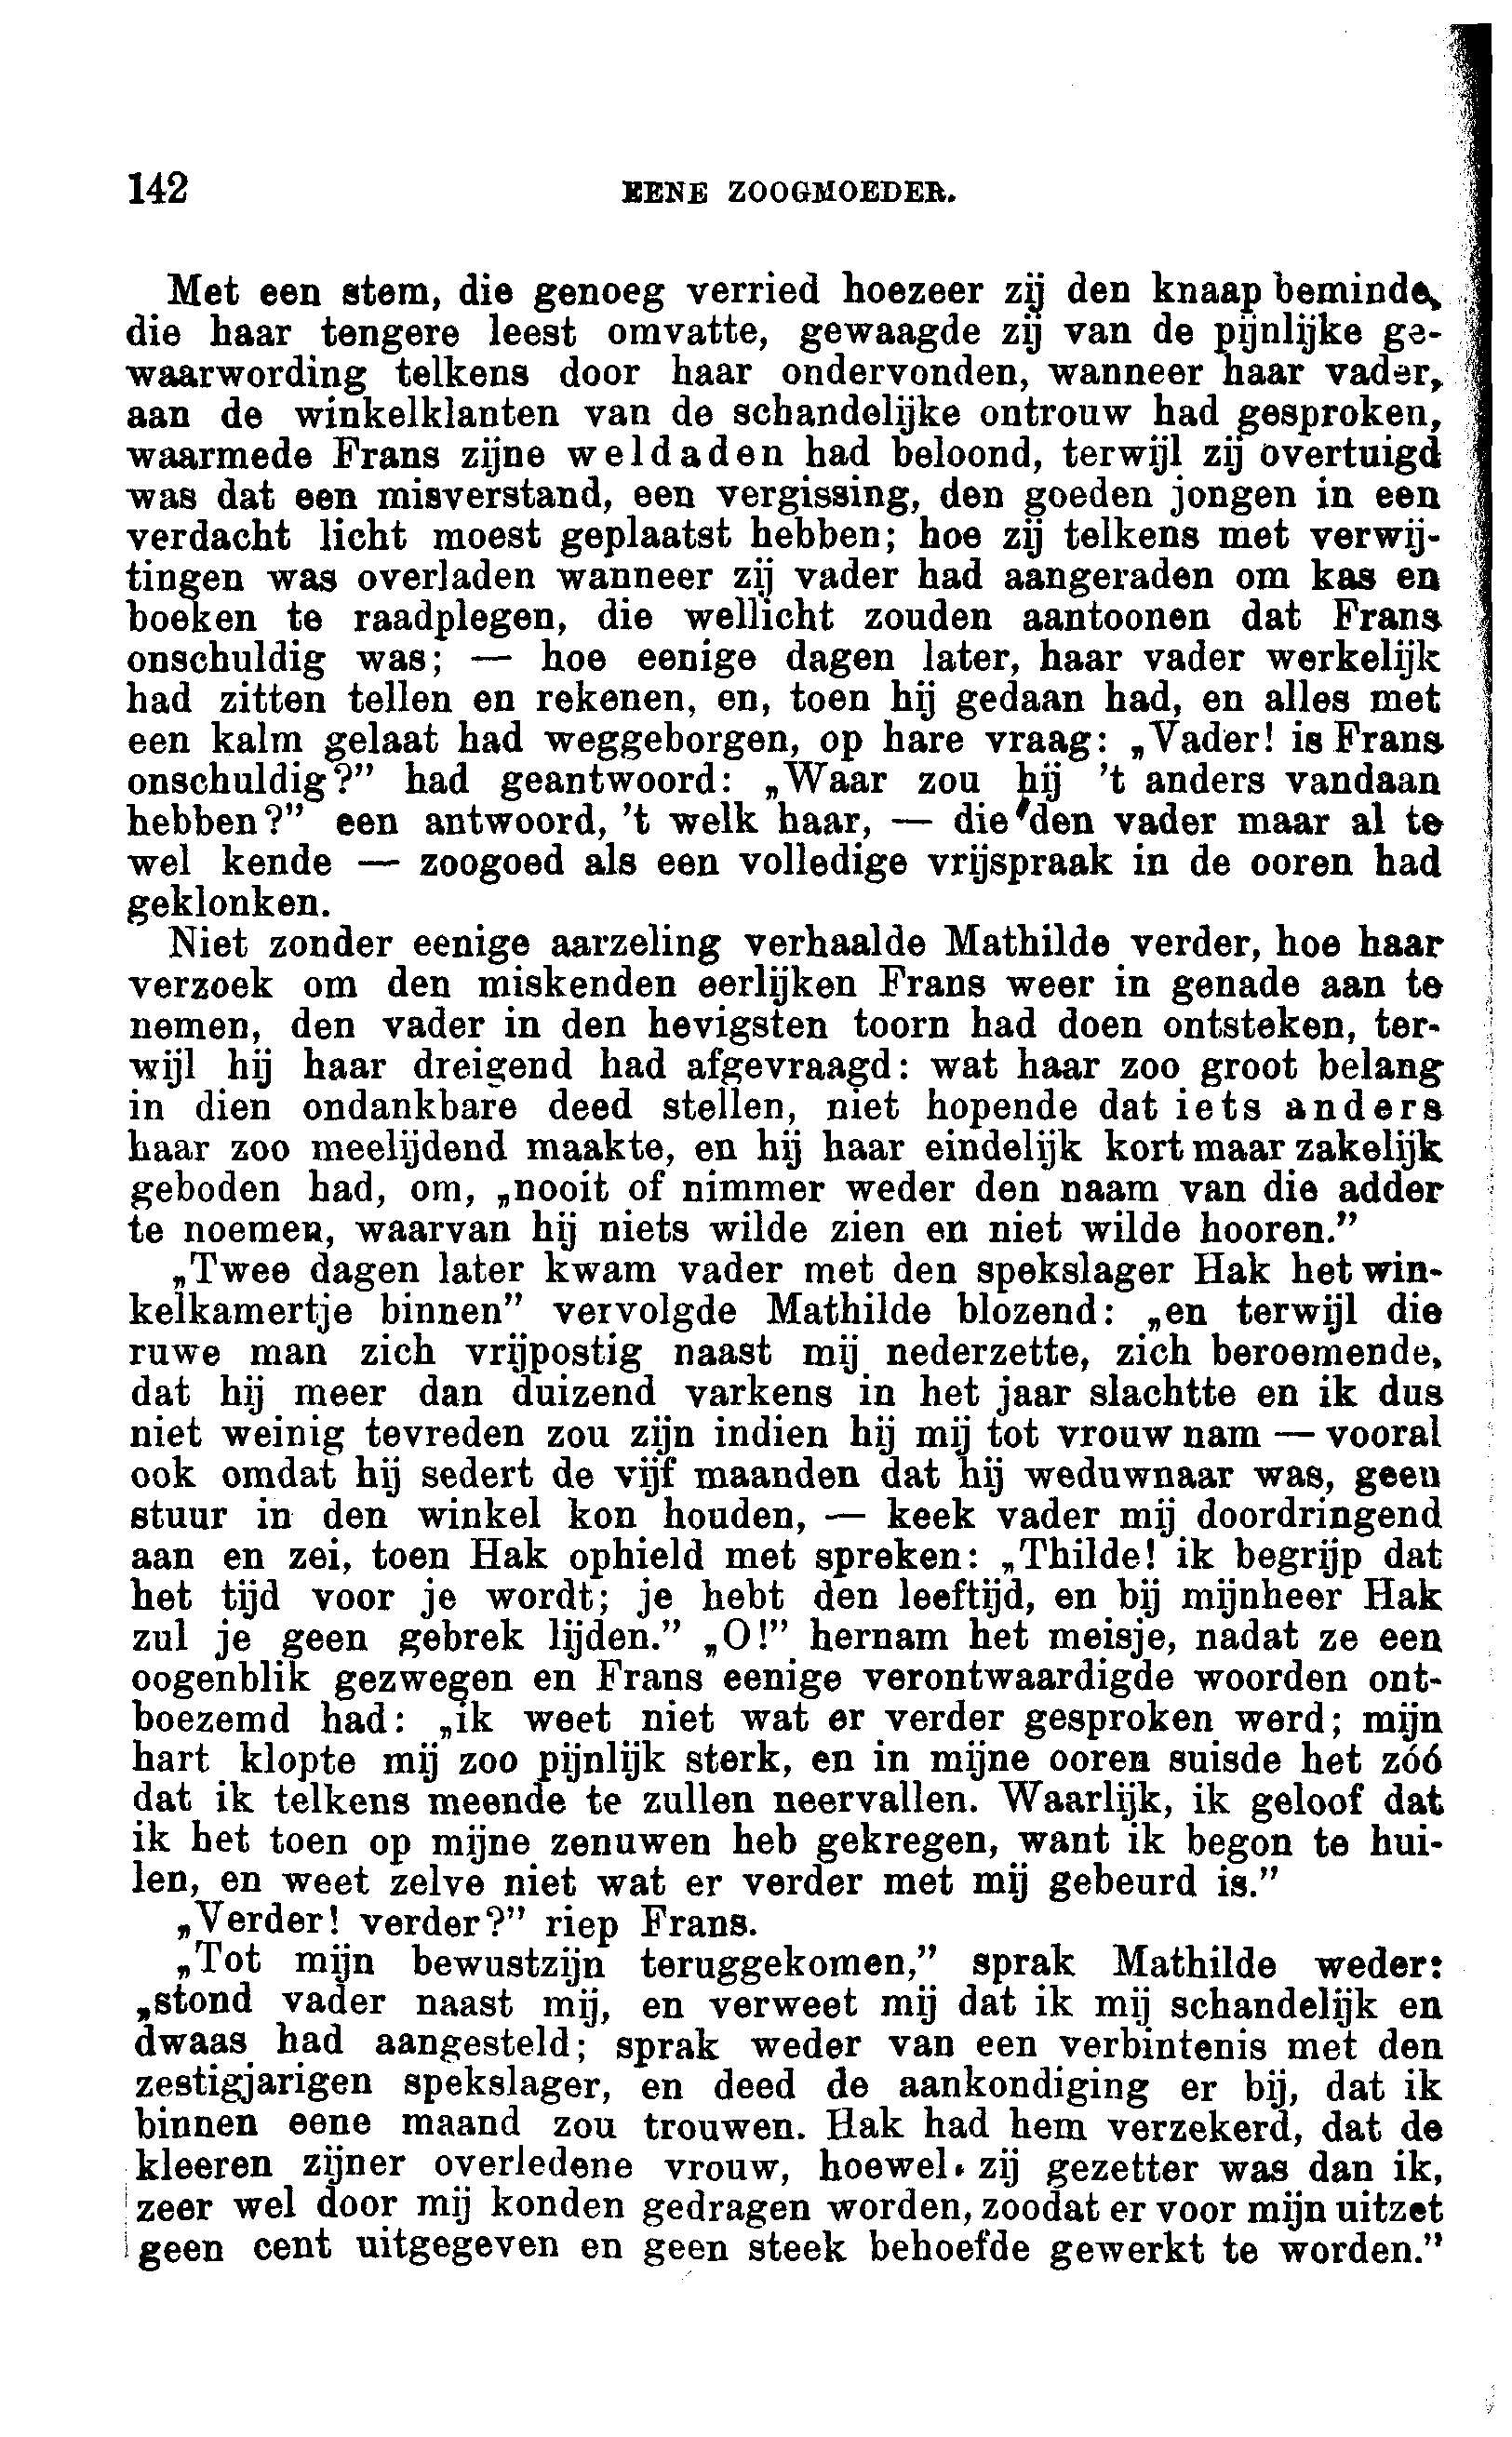 142 EENE ZOOGMOEDER.
Met een stem, die genoeg verried hoezeer zij den knaap beminde,
die haar tengere leest omvatte, gewaagde zij van de pijnlijke ge-
waarwording telkens door haar ondervonden, wanneer haar vader,
aan de winkelklanten van de schandelijke ontrouw had gesproken,
waarmede Frans zijne weldaden had beloond, terwijl zij overtuigd
was dat een misverstand, een vergissing, den goeden jongen in een
verdacht licht moest geplaatst hebben; hoe zij telkens met verwij-
tingen was overladen wanneer zij vader had aangeraden om kas en
boeken te raadplegen, die wellicht zouden aantoonen dat Frans
onschuldig was; — hoe eenige dagen later, haar vader werkelijk
had zitten tellen en rekenen, en, toen hij gedaan had, en alles met
een kalm gelaat had weggeborgen, op hare vraag: „Vader! is Frans
onschuldig?” had geantwoord: „Waar zou hij 't anders vandaan
hebben?” een antwoord, 't welk haar, — die den vader maar al te
wel kende — zoogoed als een volledige vrijspraak in de ooren had
geklonken.
Niet zonder eenige aarzeling verhaalde Mathilde verder, hoe haar
verzoek om den miskenden eerlijken Frans weer in genade aan te
nemen, den vader in den hevigsten toorn had doen ontsteken, ter-
wijl hij haar dreigend had afgevraagd: wat haar zoo groot belang
in dien ondankbare deed stellen, niet hopende dat iets anders
haar zoo meelijdend maakte, en hij haar eindelijk kort maar zakelijk
geboden had, om, „nooit of nimmer weder den naam van die adder
te noemen, waarvan hij niets wilde zien en niet wilde hooren.”
„Twee dagen later kwam vader met den spekslager Hak het win-
kelkamertje binnen” vervolgde Mathilde blozend: „en terwijl die
ruwe man zich vrijpostig naast mij nederzette, zich beroemende,
dat hij meer dan duizend varkens in het jaar slachtte en ik dus
niet weinig tevreden zou zijn indien hij mij tot vrouw nam — vooral
ook omdat hij sedert de vijf maanden dat hij weduwnaar was, geen
stuur in den winkel kon houden, — keek vader mij doordringend
aan en zei, toen Hak ophield met spreken: „Thilde! ik begrijp dat
het tijd voor je wordt; je hebt den leeftijd, en bij mijnheer Hak
zul je geen gebrek lijden.” „O!” hernam het meisje, nadat ze een
oogenblik gezwegen en Frans eenige verontwaardigde woorden ont-
boezemd had: „ik weet niet wat er verder gesproken werd; mijn
hart klopte mij zoo pijnlijk sterk, en in mijne ooren suisde het zóó
dat ik telkens meende te zullen neervallen. Waarlijk, ik geloof dat
ik het toen op mijne zenuwen heb gekregen, want ik begon te hui-
len, en weet zelve niet wat er verder met mij gebeurd is.”
„Verder! verder?” riep Frans.
„Tot mijn bewustzijn teruggekomen,” sprak Mathilde weder:
„stond vader naast mij, en verweet mij dat ik mij schandelijk en
dwaas had aangesteld; sprak weder van een verbintenis met den
zestigjarigen spekslager, en deed de aankondiging er bij, dat ik
binnen eene maand zou trouwen. Hak had hem verzekerd, dat de
kleeren zijner overledene vrouw, hoewel zij gezetter was dan ik,
zeer wel door mij konden gedragen worden, zoodat er voor mijn uitzet
geen cent uitgegeven en geen steek behoefde gewerkt te worden.”